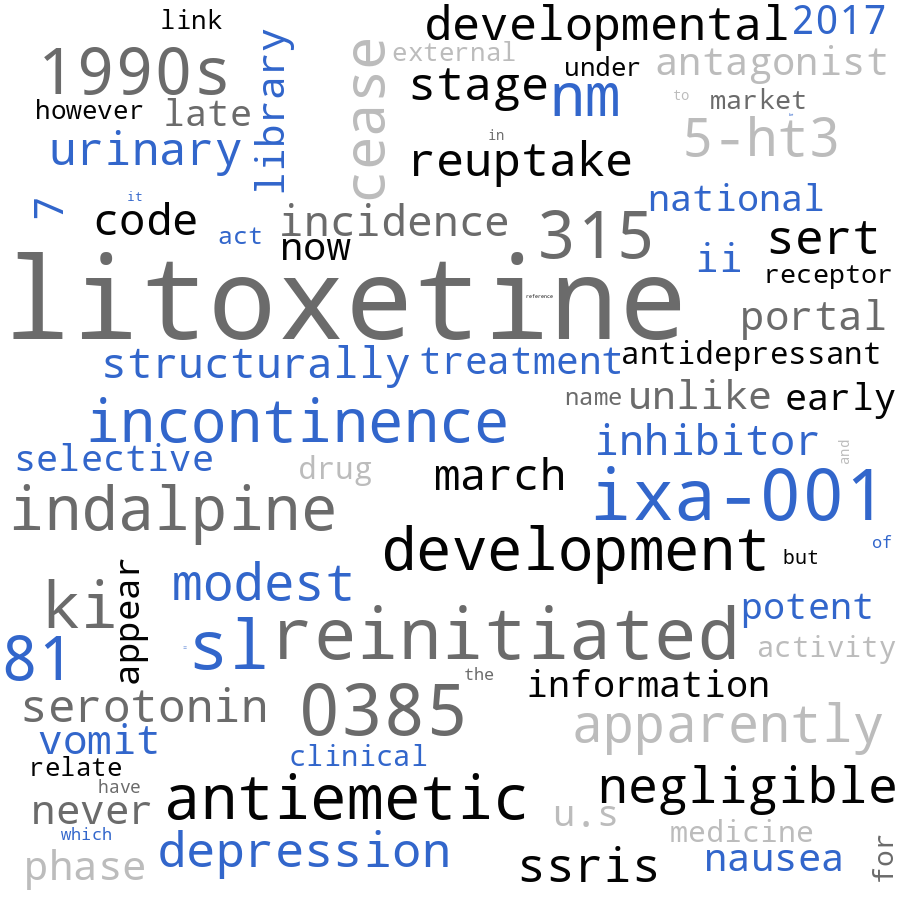 link
developmental
2017
1990s
library
cease
external
stage
under
nm
antagonist
to
market
however
late
urinary
in
reuptake
5-ht3
7
it
code
act
incidence
now
315
national
ii
sert
receptor
litoxetine
reference
portal
structurally
treatment
antidepressant
incontinence
name
unlike
early
selective
drug
march
inhibitor
and
indalpine
ixa-001
development
but
of
ki
appear
modest
81
sl
reinitiated
potent
activity
serotonin
0385
the
information
apparently
vomit
clinical
relate
have
never
antiemetic
negligible
u.s
which
depression
medicine
phase
ssris
nausea
for